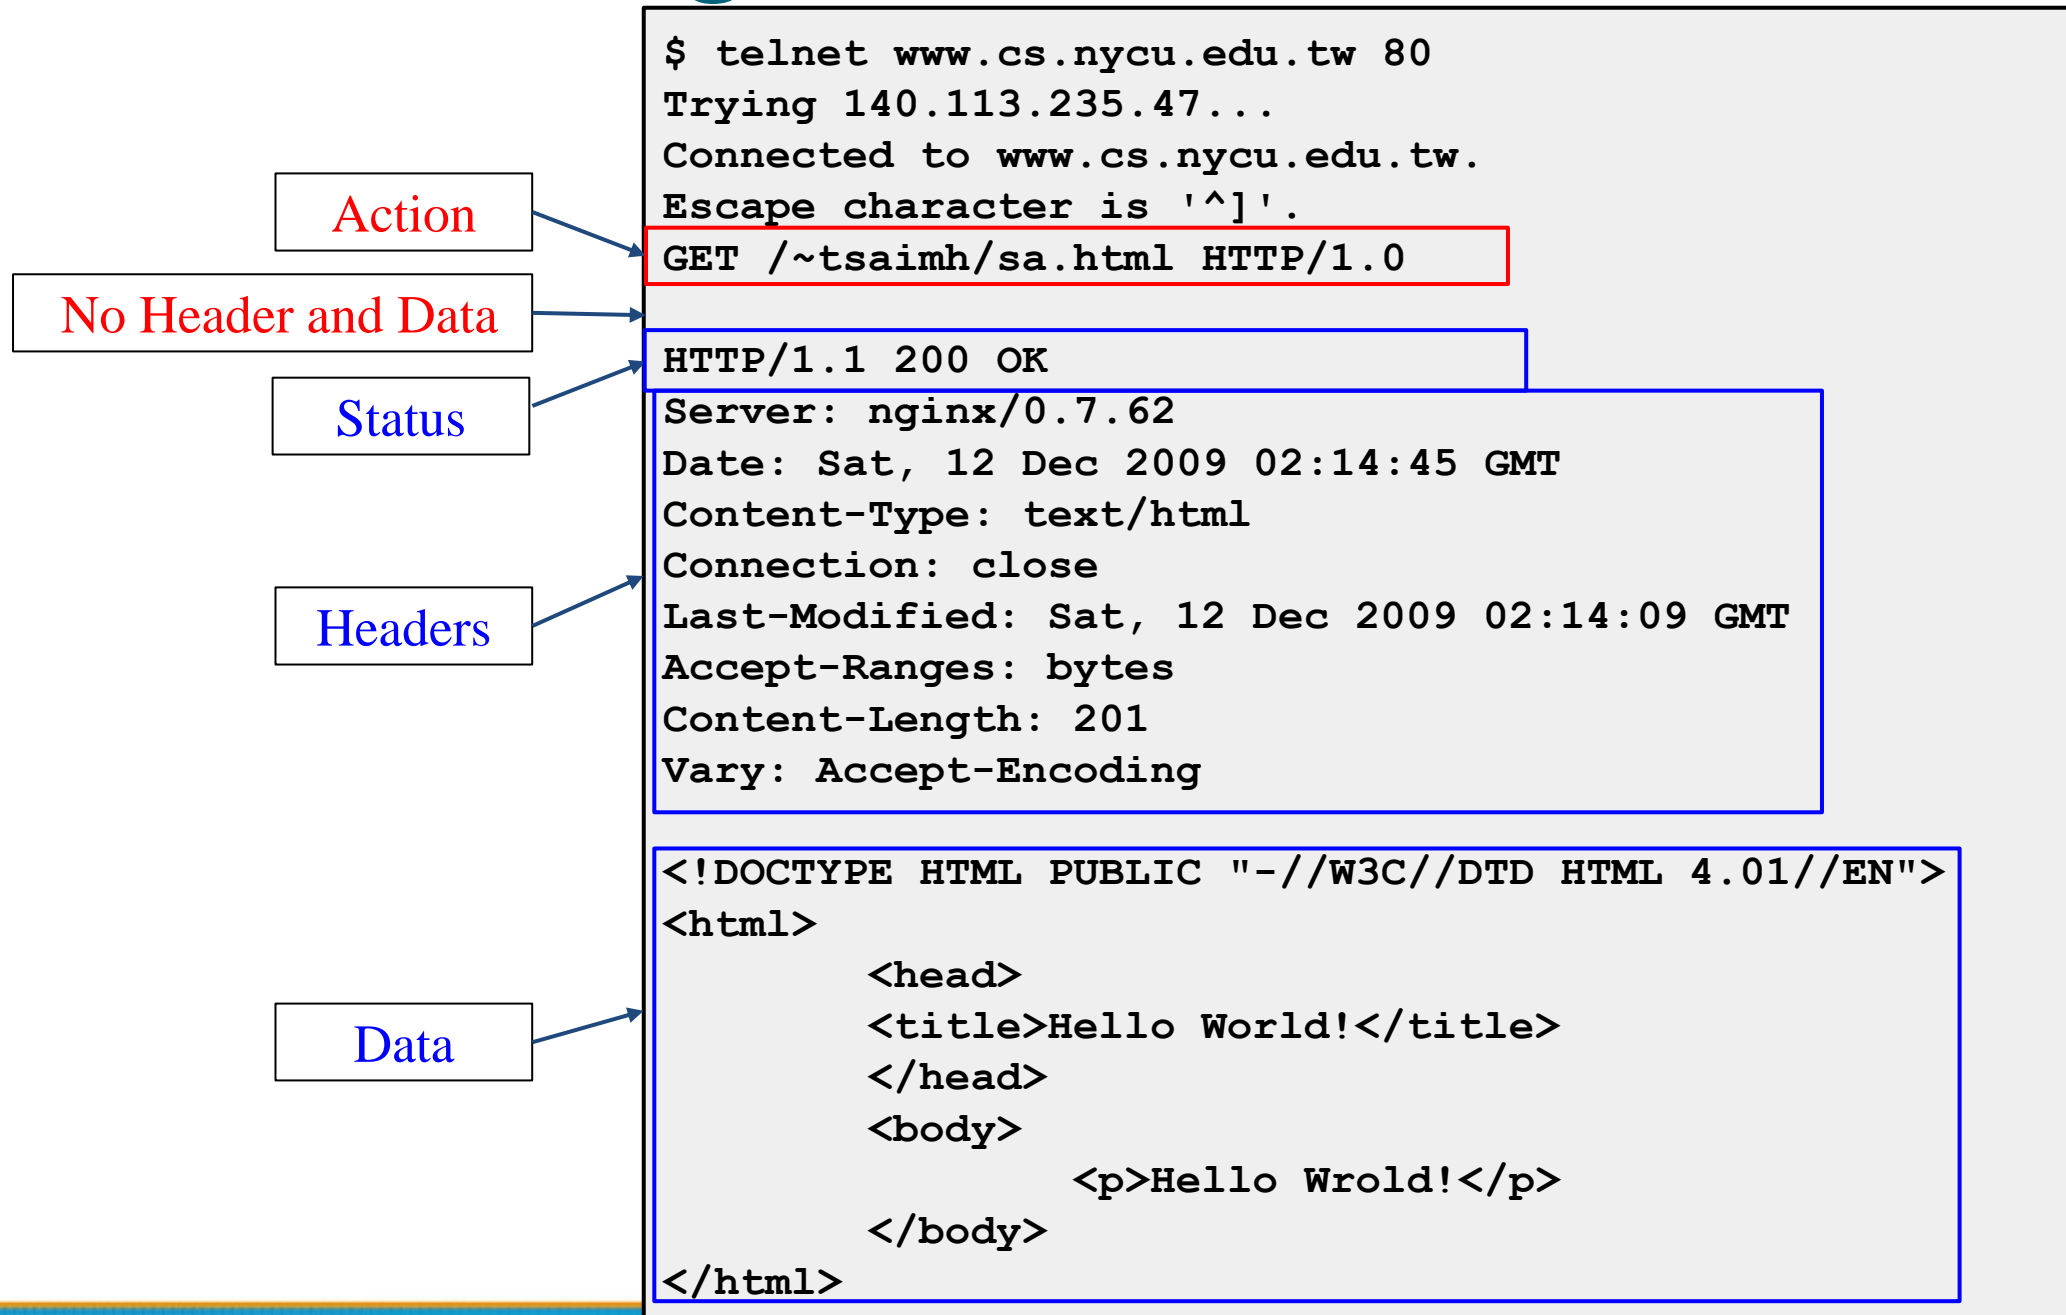 $ telnet www.cs.nycu.edu.tw 80
Trying 140.113.235.47...
Connected to www.cs.nycu.edu.tw.
Escape character is '^]'.
Action
GET /~tsaimh/sa.html HTTP/1.0
No Header and Data
HTTP/1.1 200 OK
Status
Server: nginx/0.7.62
Date: Sat, 12 Dec 2009 02:14:45 GMT
Content-Type: text/html
Connection: close
Headers
Last-Modified: Sat, 12 Dec 2009 02:14:09 GMT
Accept-Ranges: bytes
Content-Length: 201
Vary: Accept-Encoding
<!DOCTYPE HTML PUBLIC "-//W3C//DTD HTML 4.01//EN">
<html>
<head>
<title>Hello World!</title>
Data
</head>
<body>
<p>Hello Wrold!</p>
</body>
</html>